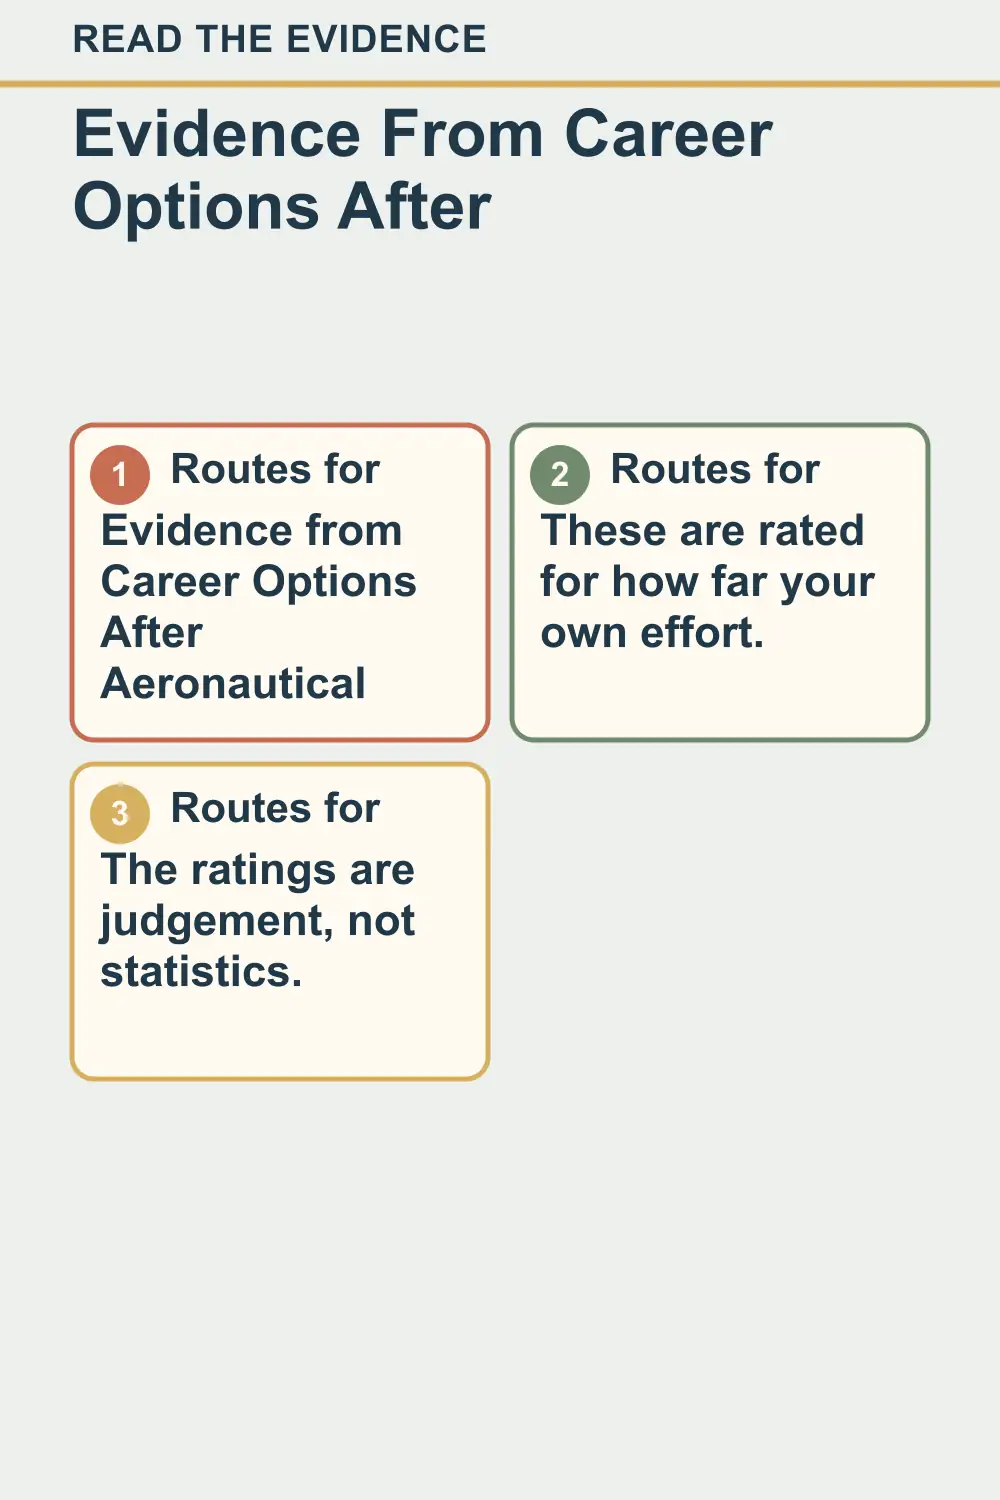 READ THE EVIDENCE
Evidence From Career
Options After
1 Routes for
Evidence from
Career Options
After
Aeronautical
2 Routes for
These are rated
for how far your
own effort.
3 Routes for
The ratings are
judgement, not
statistics.